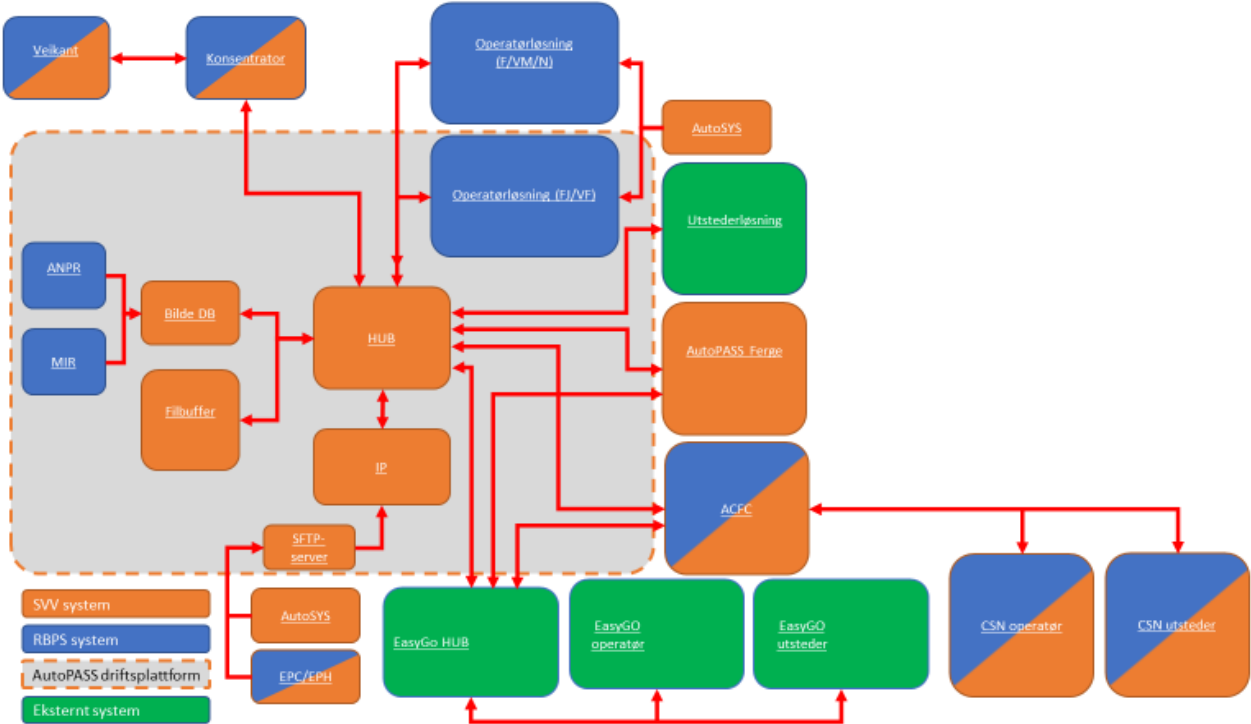 Veikant
Konsentrator
Operatørløsning
(F/VM/N)
AutoSYS
Operatørløsning (FJ/VF)
Utstederløsning
ANPR
Bilde DB
HUB
MIR
AutoPASS Ferge
Filbuffer
IP
ACFC
SFTP-
server
SVV system
AutoSYS
RBPS system
EasyGo HUB
EasyGO
operatør
EasyGO
utsteder
CSN operatør
CSN utsteder
AutoPASS driftsplattform
EPC/EPH
Eksternt system